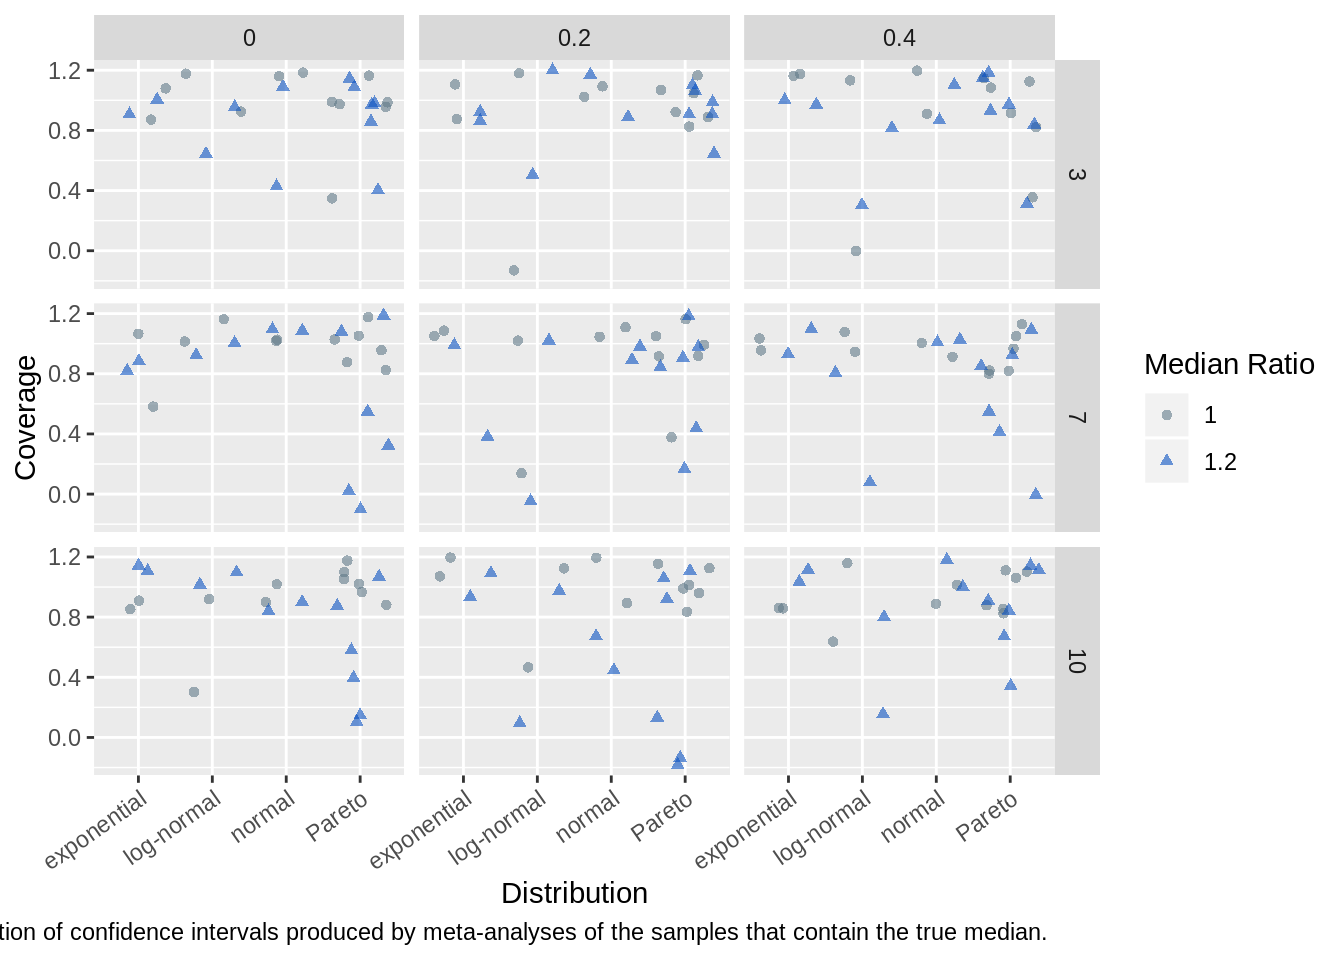 0 0.2 0.4
1.2
0.8
0.4
0.0
3
1.2
0.8
0.4
0.0
7
1.2
0.8
0.4
0.0
10
Coverage
exponential log-normal normal Pareto exponential log-normal normal Pareto exponential log-normal normal Pareto
Distribution
tion of confidence intervals produced by meta-analyses of the samples that contain the true median.
Median Ratio
1
1.2